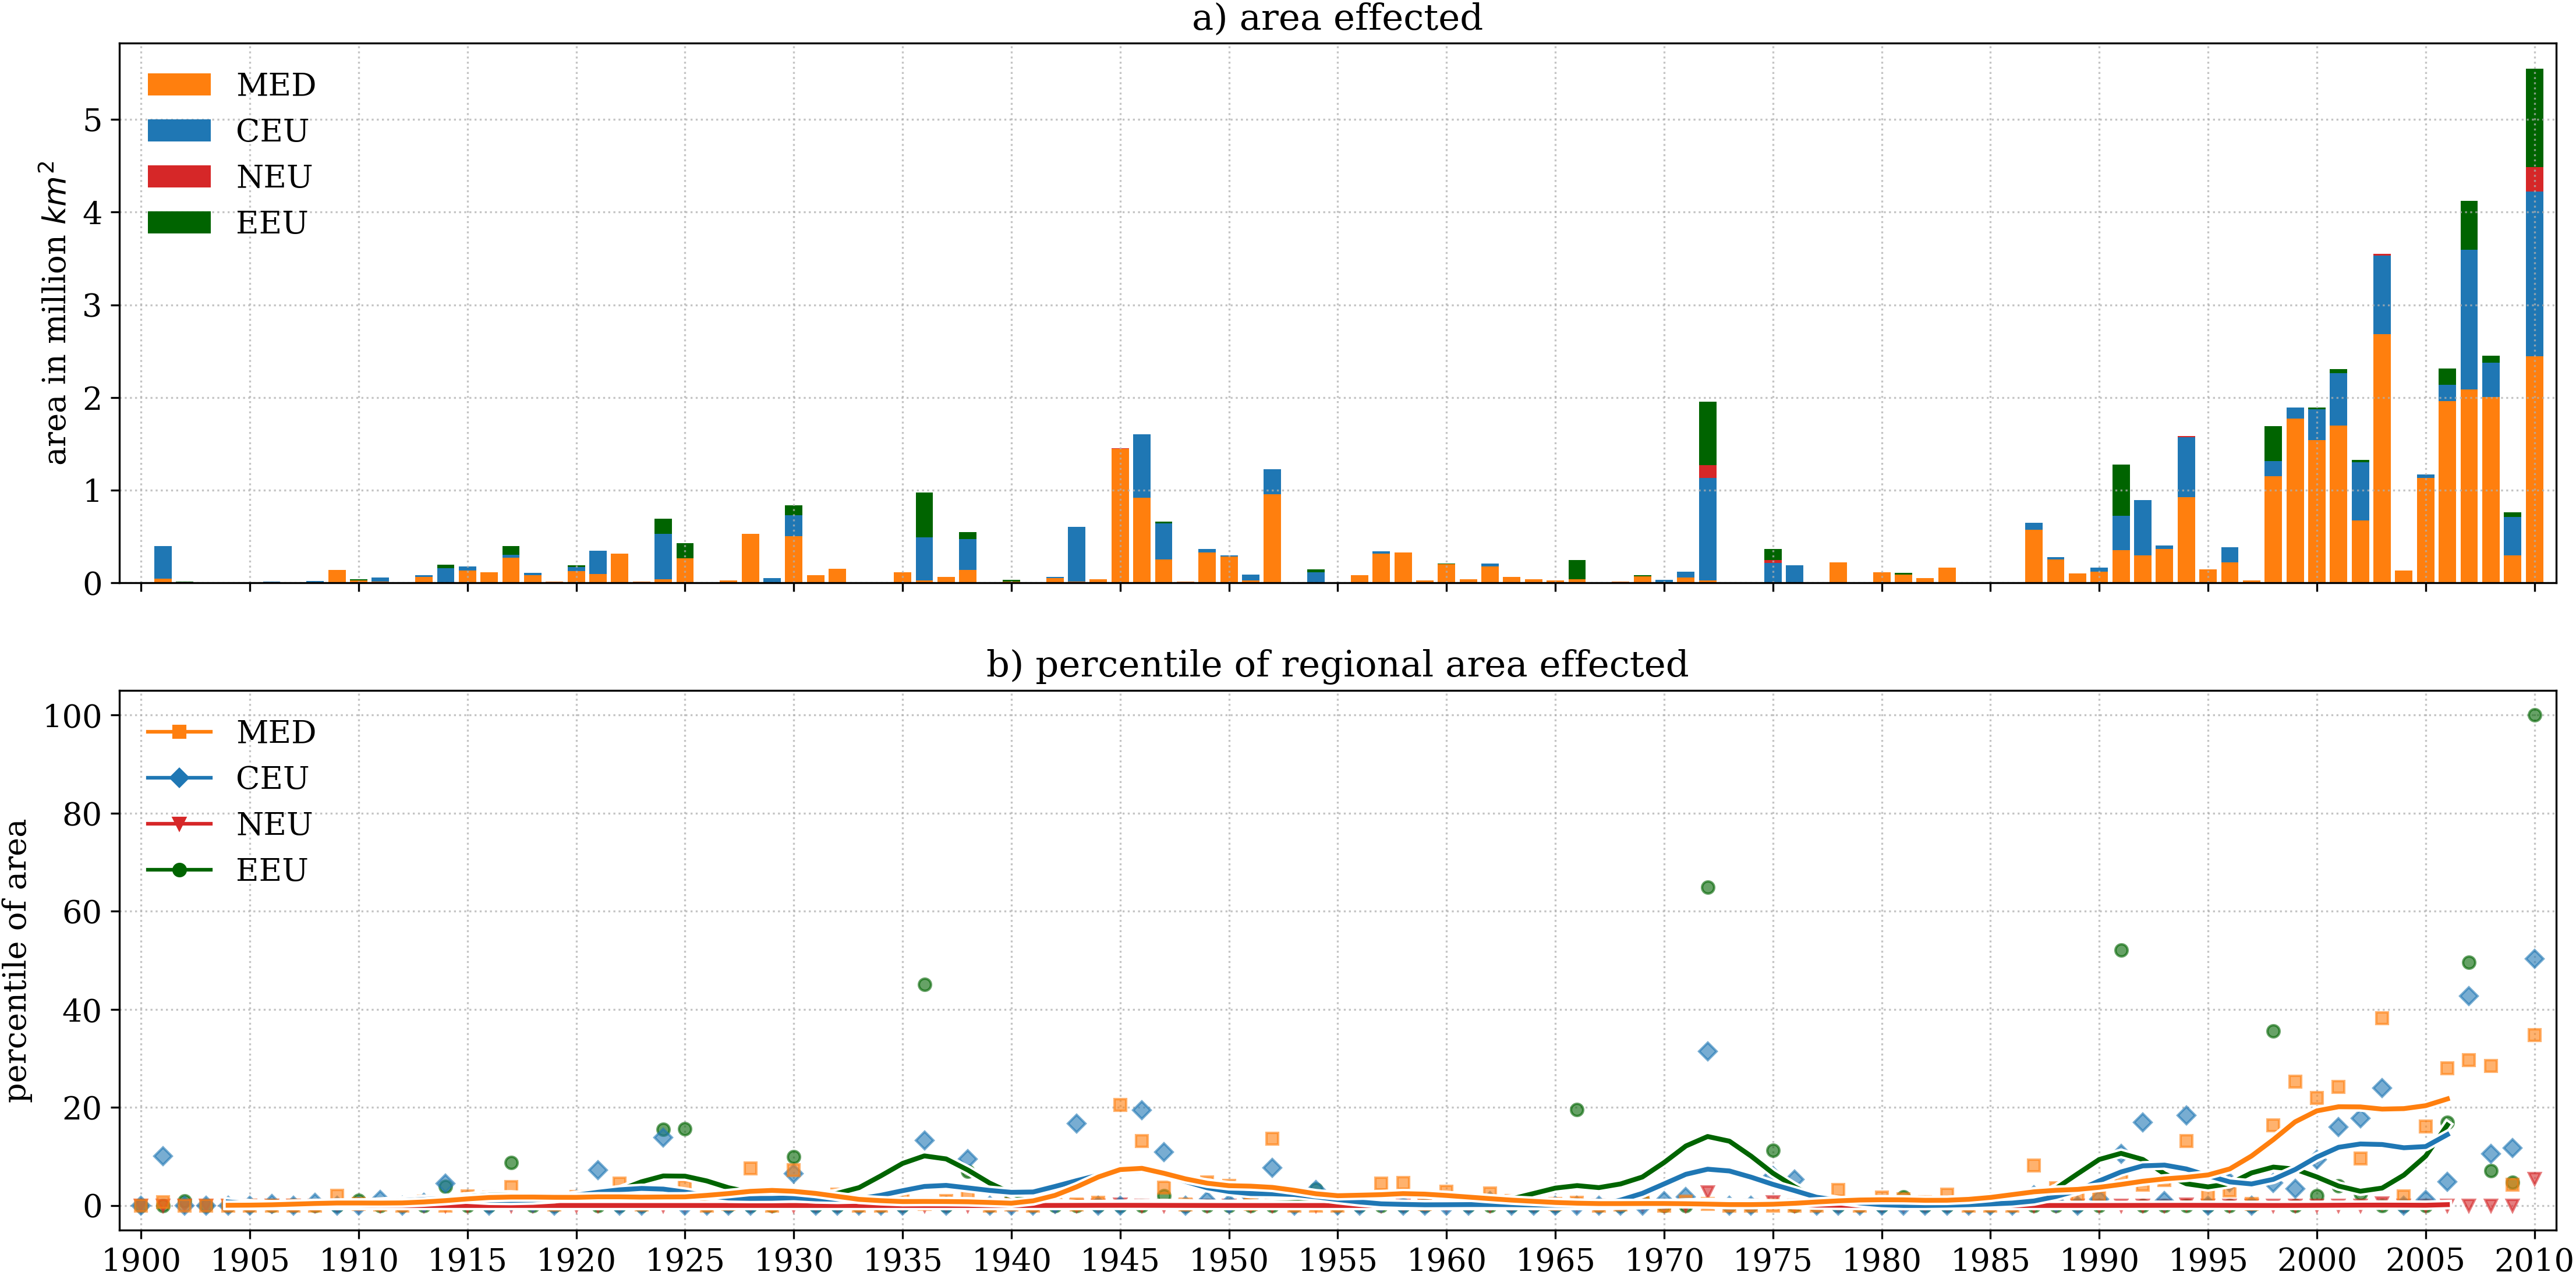 a) area effected
area in million km²
5
4
3
2
1
0
MED
CEU
NEU
EEU
b) percentile of regional area effected
percentile of area
100
80
60
40
20
0
MED
CEU
NEU
EEU
1900 1905 1910 1915 1920 1925 1930 1935 1940 1945 1950 1955 1960 1965 1970 1975 1980 1985 1990 1995 2000 2005 2010